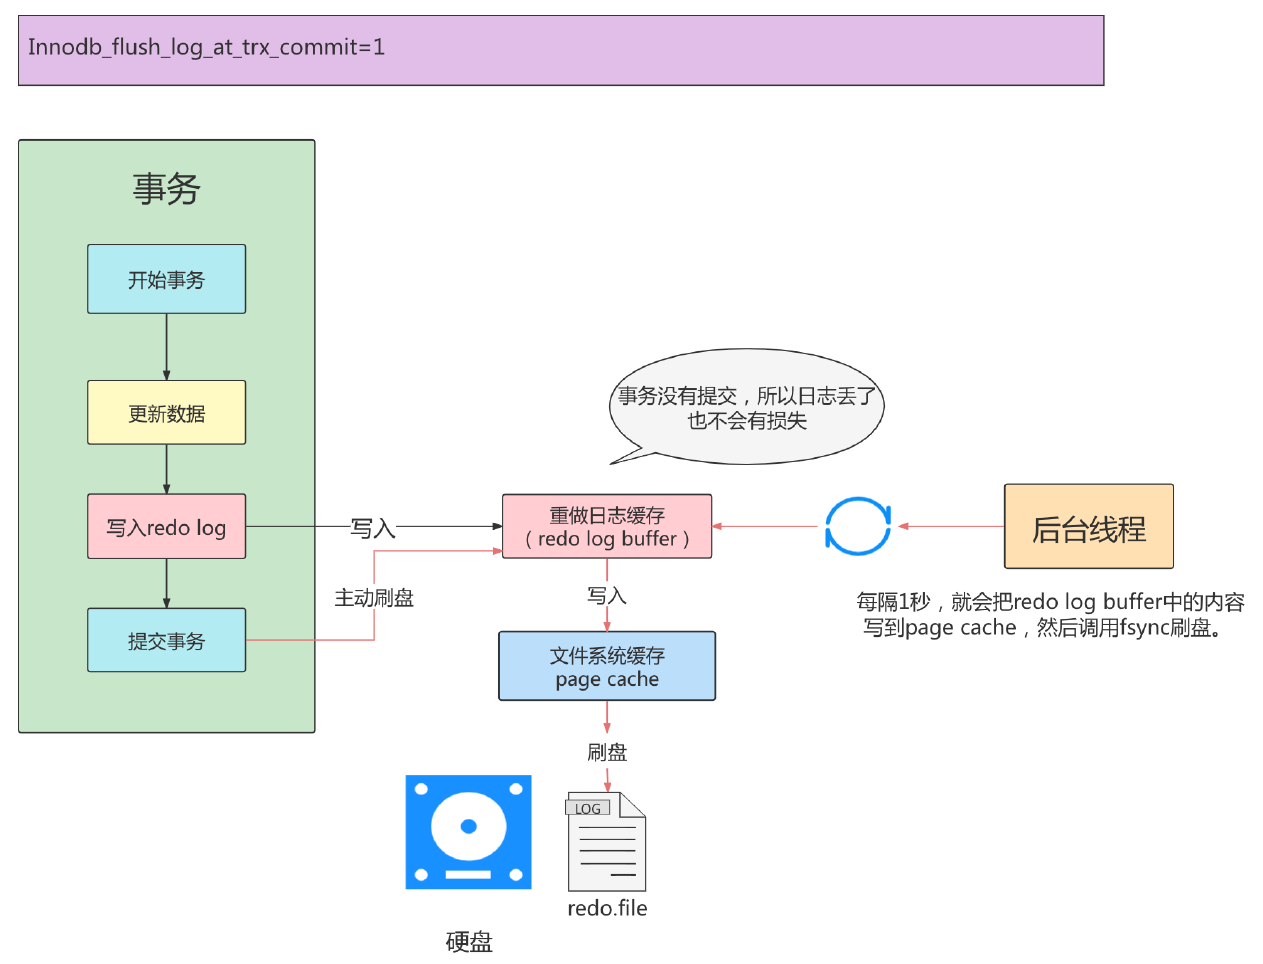 Innodb_flush_log_at_trx_commit=1
事务
开始事务
更新数据
写入redo log
提交事务
写入
主动刷盘
事务没有提交，所以日志丢了
也不会有损失
重做日志缓存
（redo log buffer）
写入
文件系统缓存
page cache
刷盘
LOG
redo.file
硬盘
后台线程
每隔1秒，就会把redo log buffer中的内容
写到page cache，然后调用fsync刷盘。